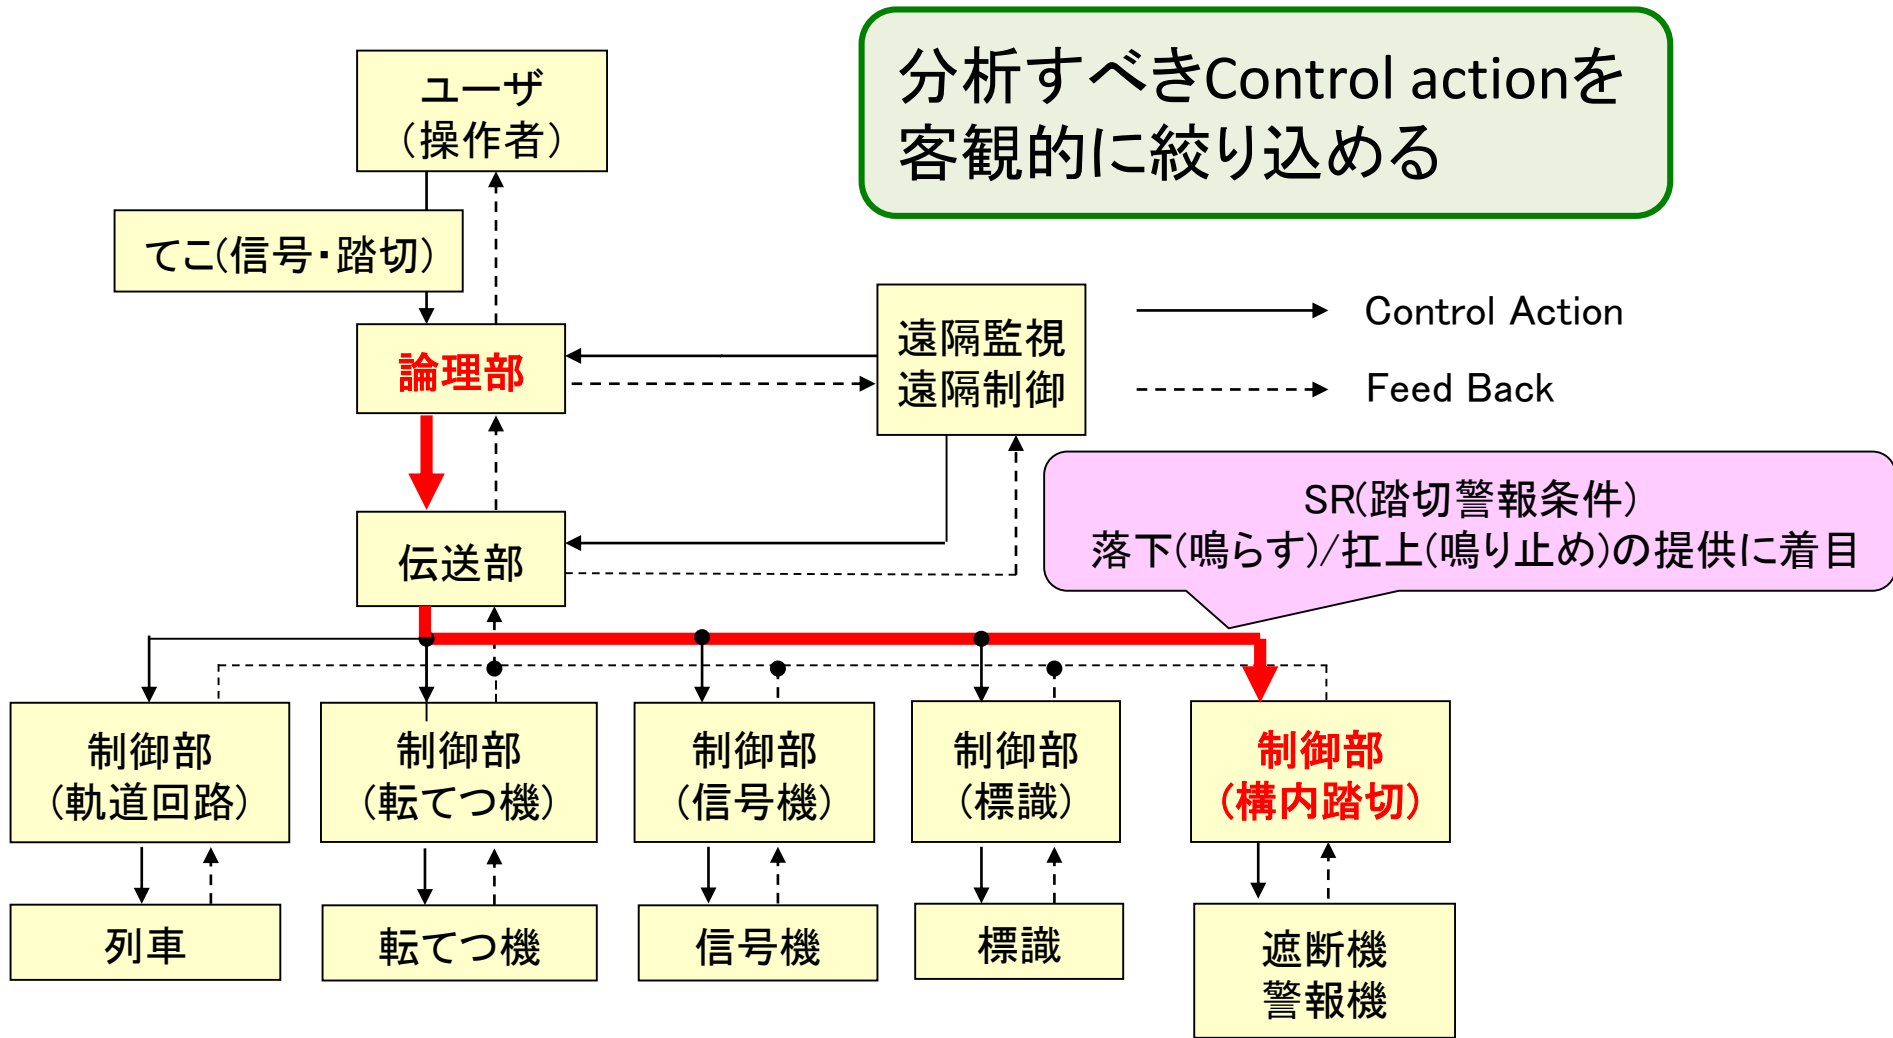 分析すべきControl actionを
客観的に絞り込める
ユーザ
(操作者)
てこ(信号・踏切)
論理部
遠隔監視
遠隔制御
Control Action
Feed Back
SR(踏切警報条件)
落下(鳴らす)/扛上(鳴り止め)の提供に着目
伝送部
制御部
(軌道回路)
制御部
(転てつ機)
制御部
(信号機)
制御部
(標識)
制御部
(構内踏切)
列車
転てつ機
信号機
標識
遮断機
警報機